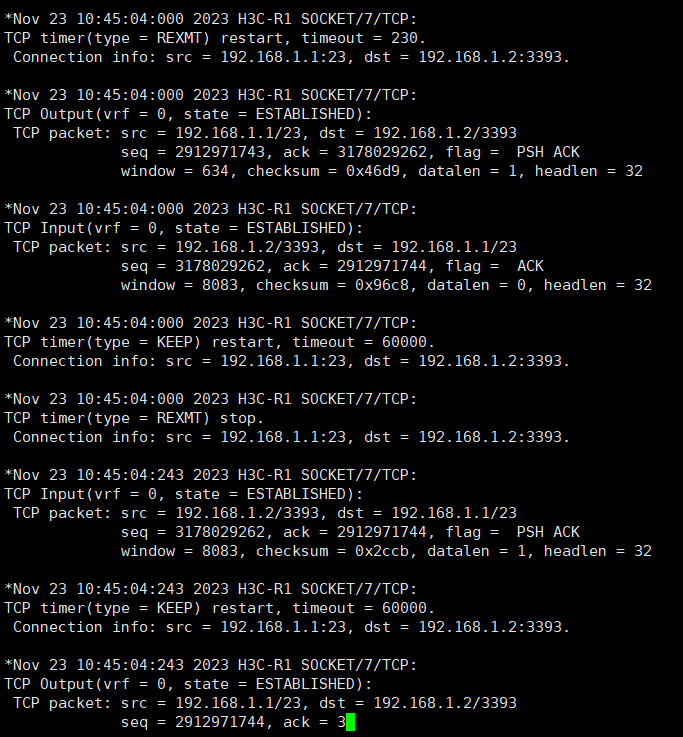 *Nov 23 10:45:04:000 2023 H3C-R1 SOCKET/7/TCP:
TCP timer(type = REXMT) restart, timeout = 230.
 Connection info: src = 192.168.1.1:23, dst = 192.168.1.2:3393.

*Nov 23 10:45:04:000 2023 H3C-R1 SOCKET/7/TCP:
TCP Output(vrf = 0, state = ESTABLISHED):
 TCP packet: src = 192.168.1.1/23, dst = 192.168.1.2/3393
             seq = 2912971743, ack = 3178029262, flag =  PSH ACK
             window = 634, checksum = 0x46d9, datalen = 1, headlen = 32

*Nov 23 10:45:04:000 2023 H3C-R1 SOCKET/7/TCP:
TCP Input(vrf = 0, state = ESTABLISHED):
 TCP packet: src = 192.168.1.2/3393, dst = 192.168.1.1/23
             seq = 3178029262, ack = 2912971744, flag =  ACK
             window = 8083, checksum = 0x96c8, datalen = 0, headlen = 32

*Nov 23 10:45:04:000 2023 H3C-R1 SOCKET/7/TCP:
TCP timer(type = KEEP) restart, timeout = 60000.
 Connection info: src = 192.168.1.1:23, dst = 192.168.1.2:3393.

*Nov 23 10:45:04:000 2023 H3C-R1 SOCKET/7/TCP:
TCP timer(type = REXMT) stop.
 Connection info: src = 192.168.1.1:23, dst = 192.168.1.2:3393.

*Nov 23 10:45:04:243 2023 H3C-R1 SOCKET/7/TCP:
TCP Input(vrf = 0, state = ESTABLISHED):
 TCP packet: src = 192.168.1.2/3393, dst = 192.168.1.1/23
             seq = 3178029262, ack = 2912971744, flag =  PSH ACK
             window = 8083, checksum = 0x2ccb, datalen = 1, headlen = 32

*Nov 23 10:45:04:243 2023 H3C-R1 SOCKET/7/TCP:
TCP timer(type = KEEP) restart, timeout = 60000.
 Connection info: src = 192.168.1.1:23, dst = 192.168.1.2:3393.

*Nov 23 10:45:04:243 2023 H3C-R1 SOCKET/7/TCP:
TCP Output(vrf = 0, state = ESTABLISHED):
 TCP packet: src = 192.168.1.1/23, dst = 192.168.1.2/3393
             seq = 2912971744, ack = 3